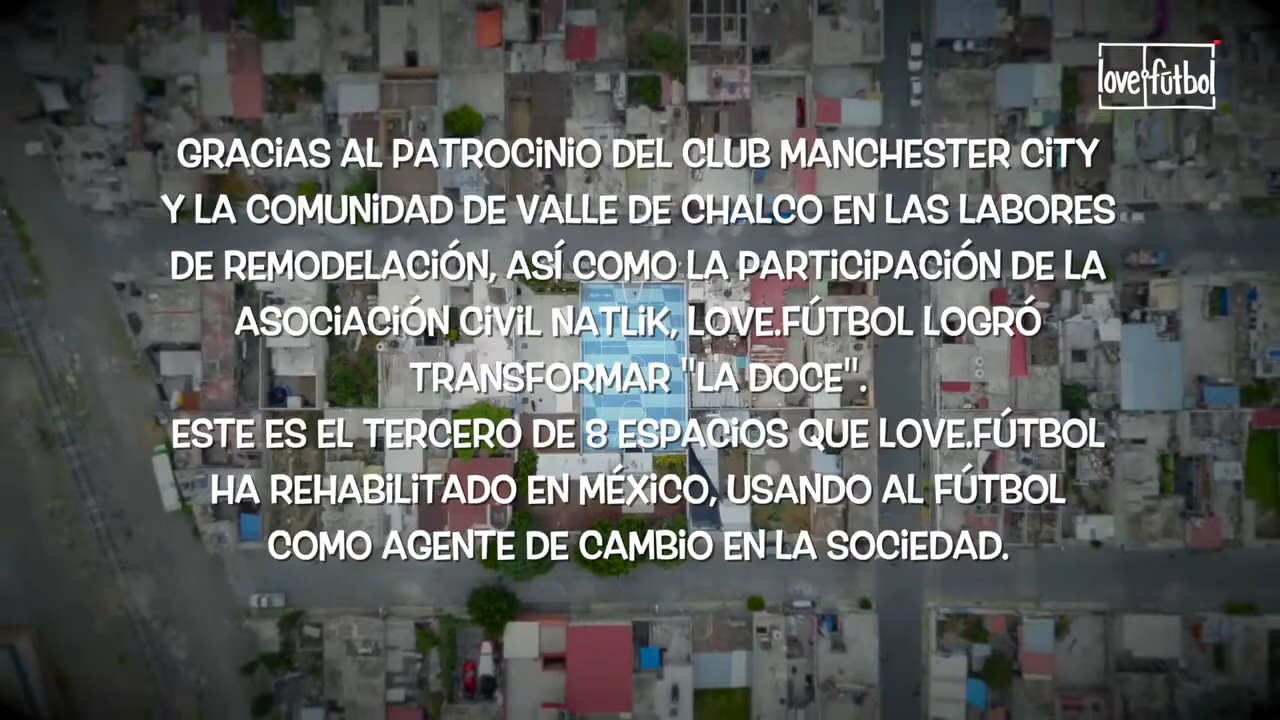 love.fútbol
GRACIAS AL PATROCINIO DEL CLUB MANCHESTER CITY
Y LA COMUNIDAD DE VALLE DE CHALCO EN LAS LABORES
DE REMODELACIÓN, ASÍ COMO LA PARTICIPACIÓN DE LA
ASOCIACIÓN CIVIL NATLIK, LOVE.FÚTBOL LOGRÓ
TRANSFORMAR "LA DOCE".
ESTE ES EL TERCERO DE 8 ESPACIOS QUE LOVE.FÚTBOL
HA REHABILITADO EN MÉXICO, USANDO AL FÚTBOL
COMO AGENTE DE CAMBIO EN LA SOCIEDAD.